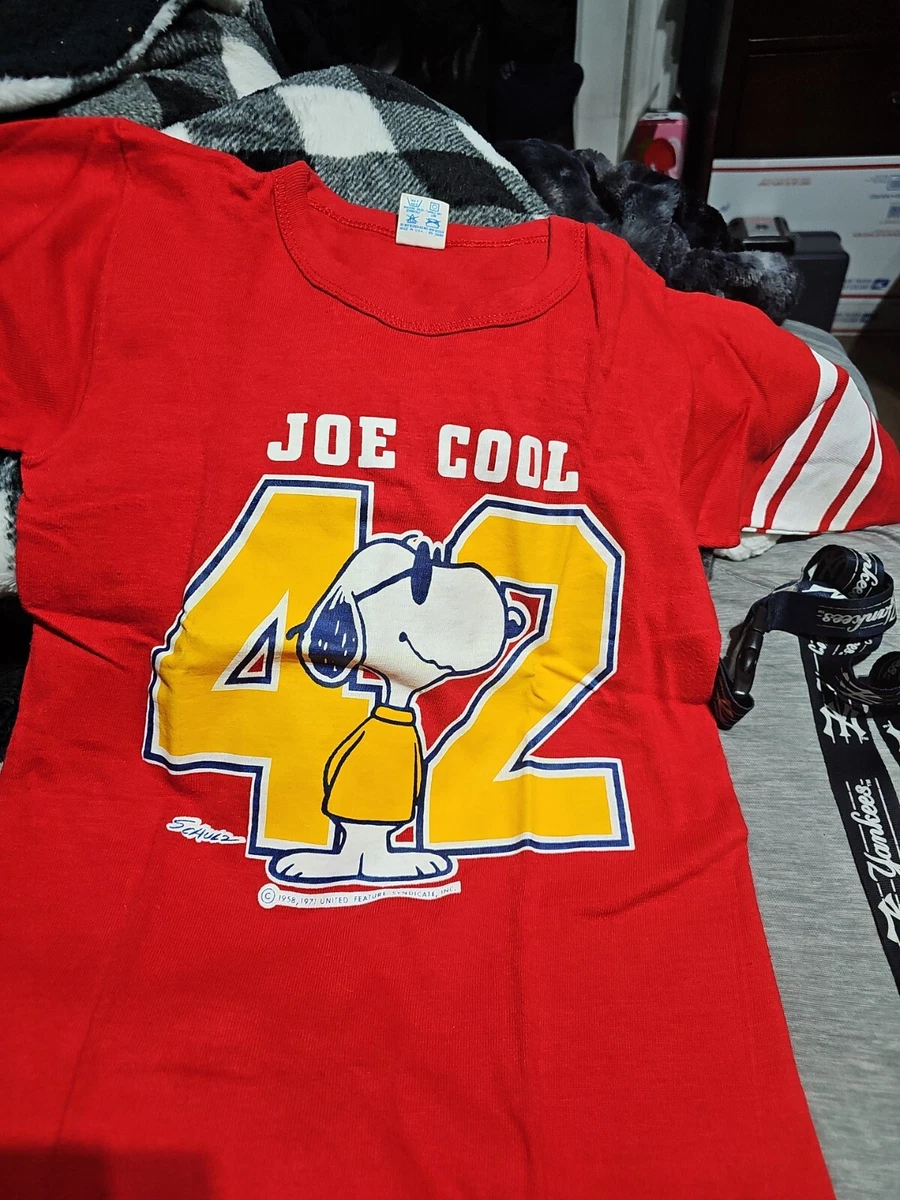 JOE COOL
42
SCHULZ
© 1958, 1971 UNITED FEATURE SYNDICATE, INC.
Yankees
Yankees